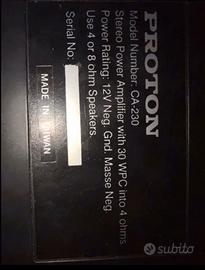 PROTON
Model Number: CA-230
Stereo Power Amplifier with 30 WPC into 4 ohms
Power Rating: 12V Neg. Gnd. Masse Neg
Use 4 or 8 ohm Speakers
Serial No:
MADE IN TAIWAN
subito